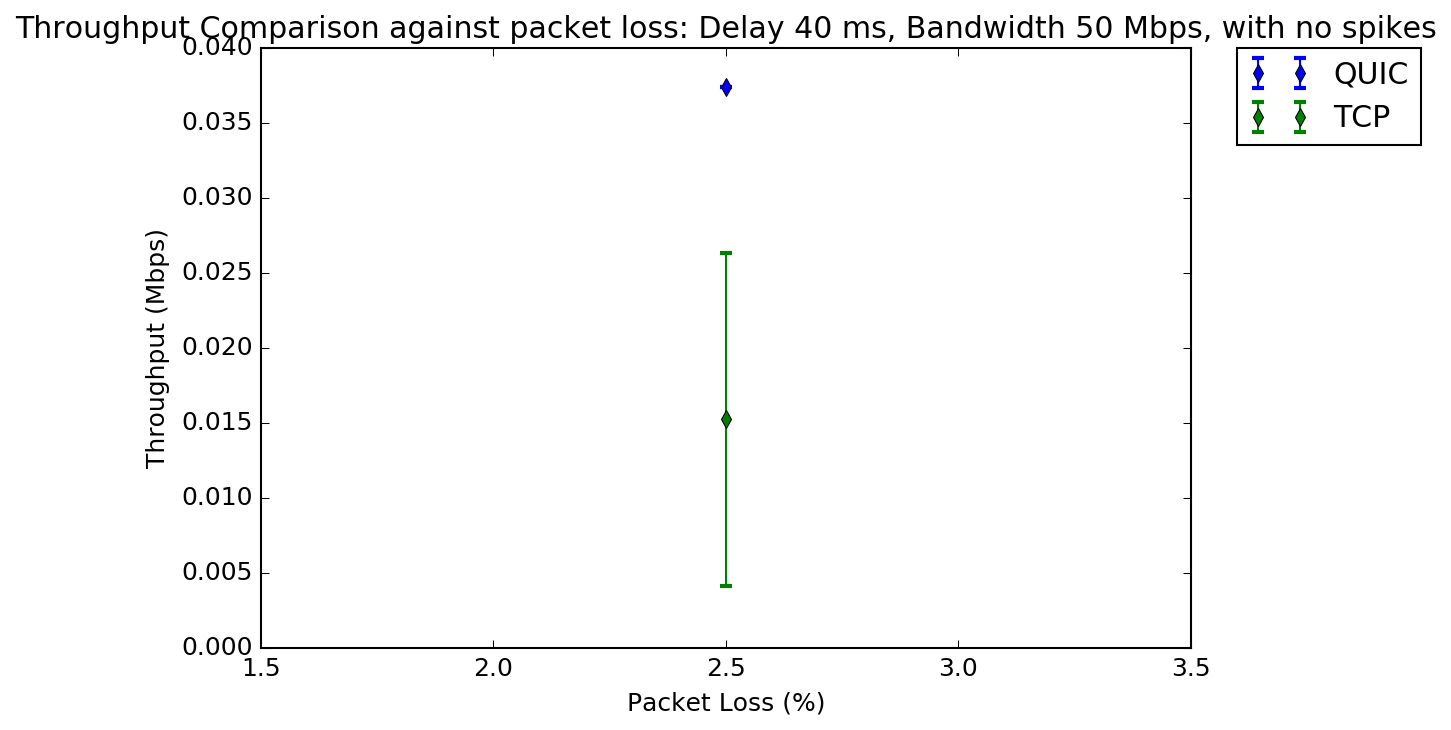 Throughput Comparison against packet loss: Delay 40 ms, Bandwidth 50 Mbps, with no spikes
0.040
0.035
0.030
0.025
0.020
0.015
0.010
0.005
0.000
Throughput (Mbps)
1.5 2.0 2.5 3.0 3.5
Packet Loss (%)
QUIC
TCP